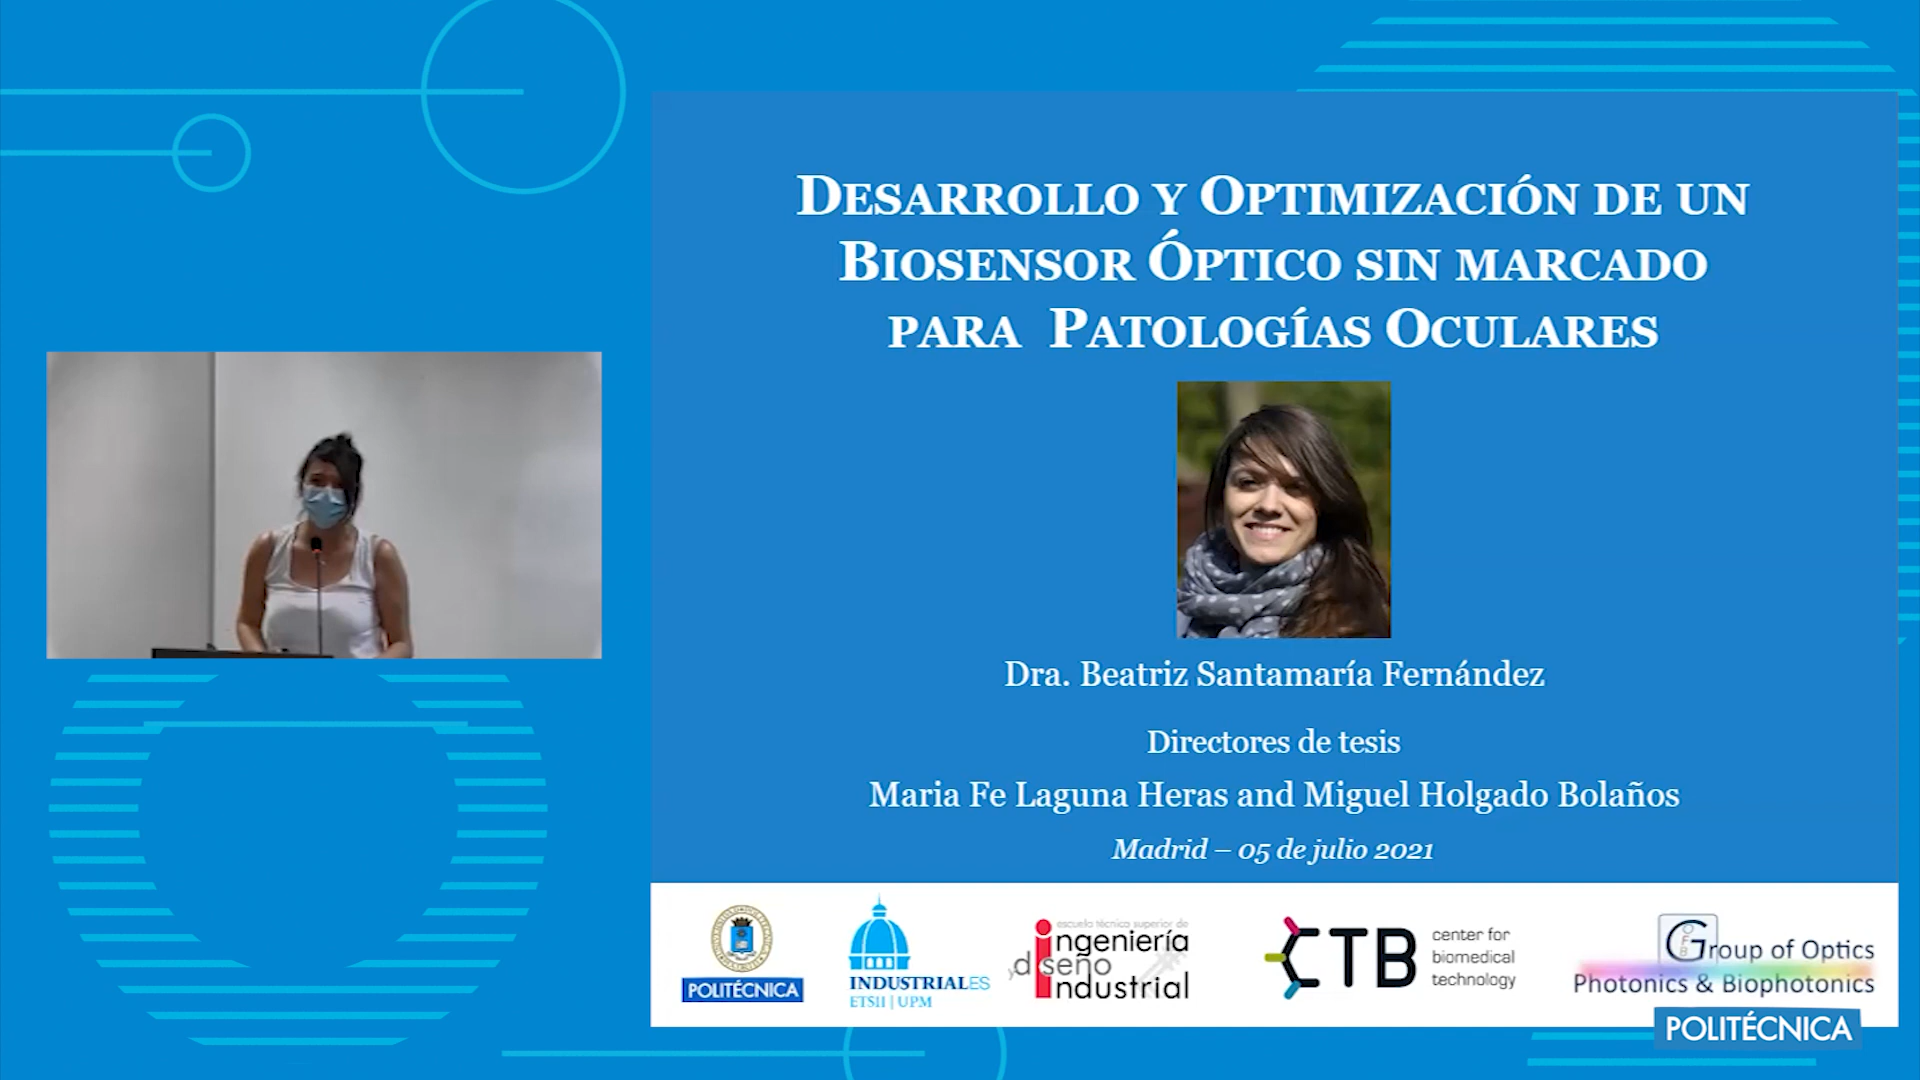 DESARROLLO Y OPTIMIZACIÓN DE UN
BIOSENSOR ÓPTICO SIN MARCADO
PARA PATOLOGÍAS OCULARES
Dra. Beatriz Santamaría Fernández
Directores de tesis
Maria Fe Laguna Heras and Miguel Holgado Bolaños
Madrid – 05 de julio 2021
POLITÉCNICA
INDUSTRIALES
ETSII | UPM
escuela técnica superior de
ingeniería
y diseño
industrial
CTB
center for
biomedical
technology
Group of Optics
Photonics & Biophotonics
POLITÉCNICA